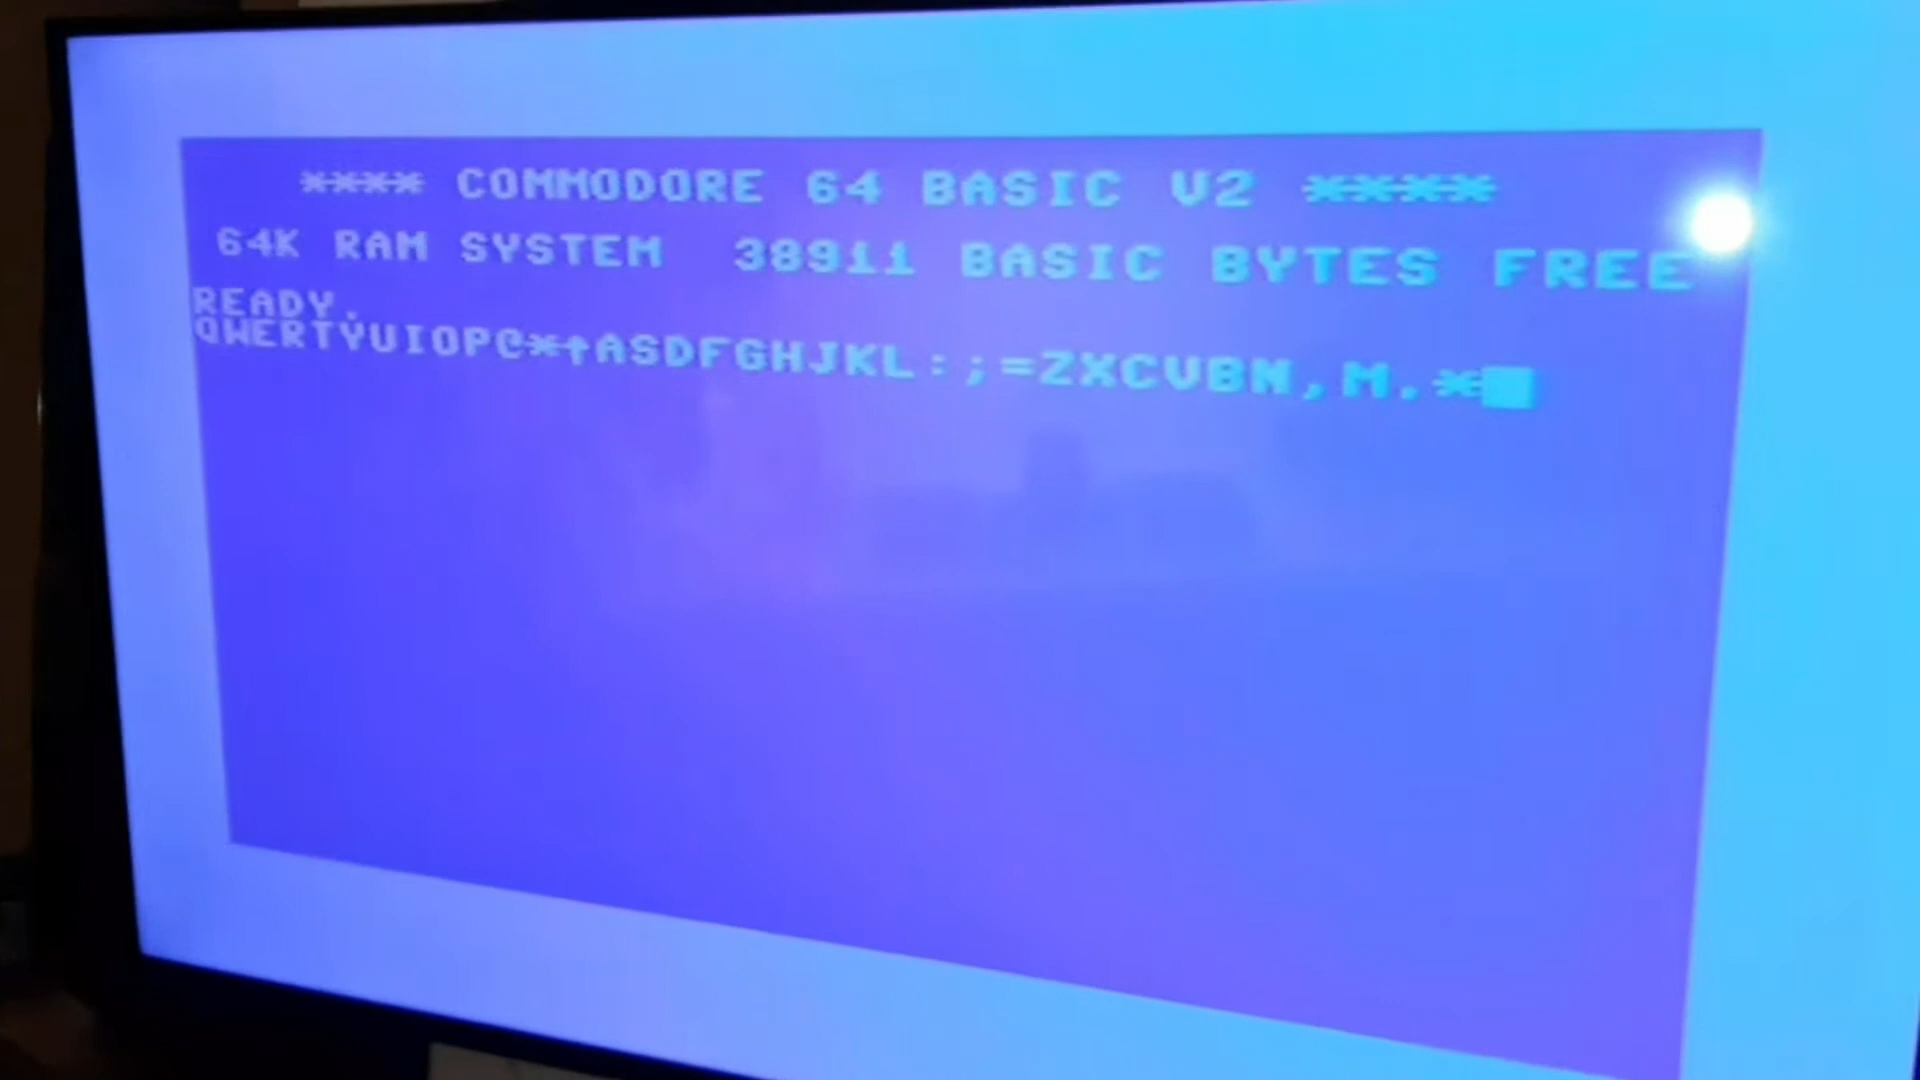 **** COMMODORE 64 BASIC V2 ****
64K RAM SYSTEM  38911 BASIC BYTES FREE
READY.
QWERTYUIOP@*↑ASDFGHJKL:;=ZXCVBN,M.*